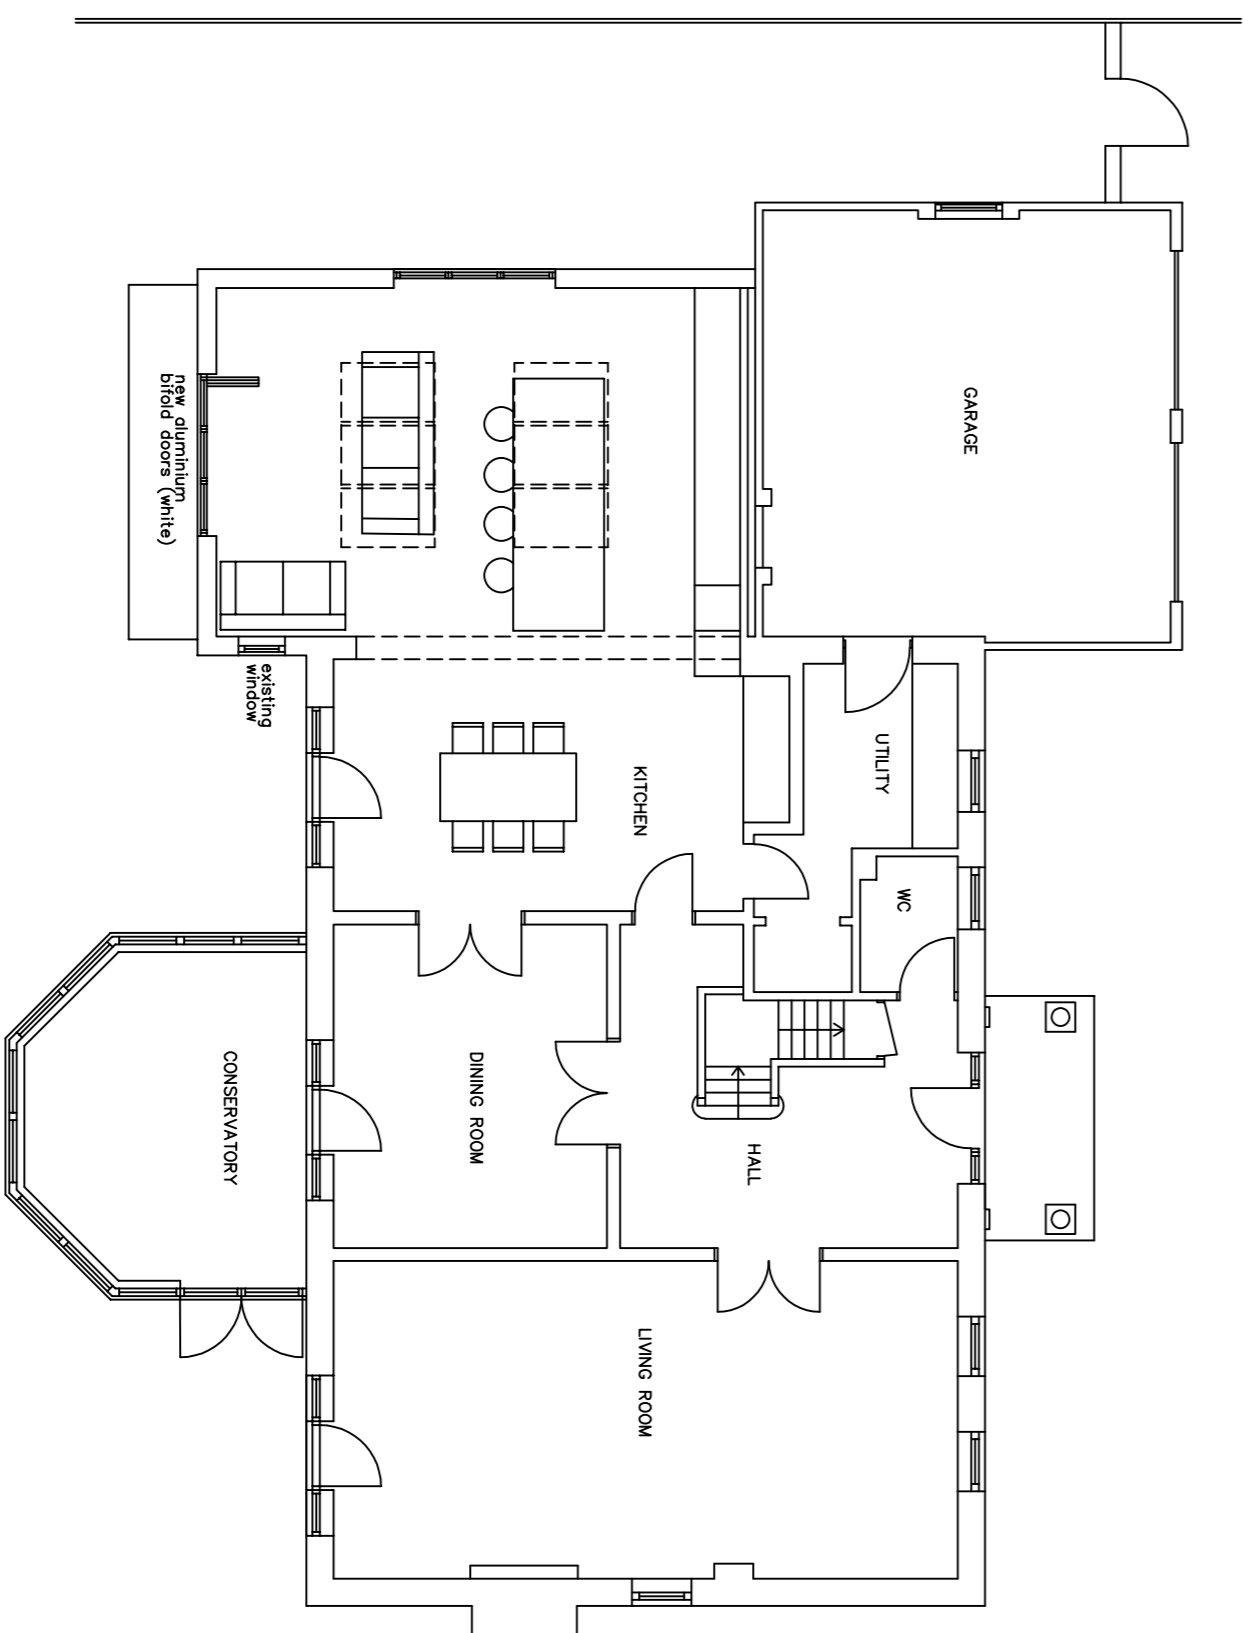 GARAGE
new aluminium
bifold doors (white)
existing
window
UTILITY
KITCHEN
WC
DINING ROOM
CONSERVATORY
HALL
LIVING ROOM